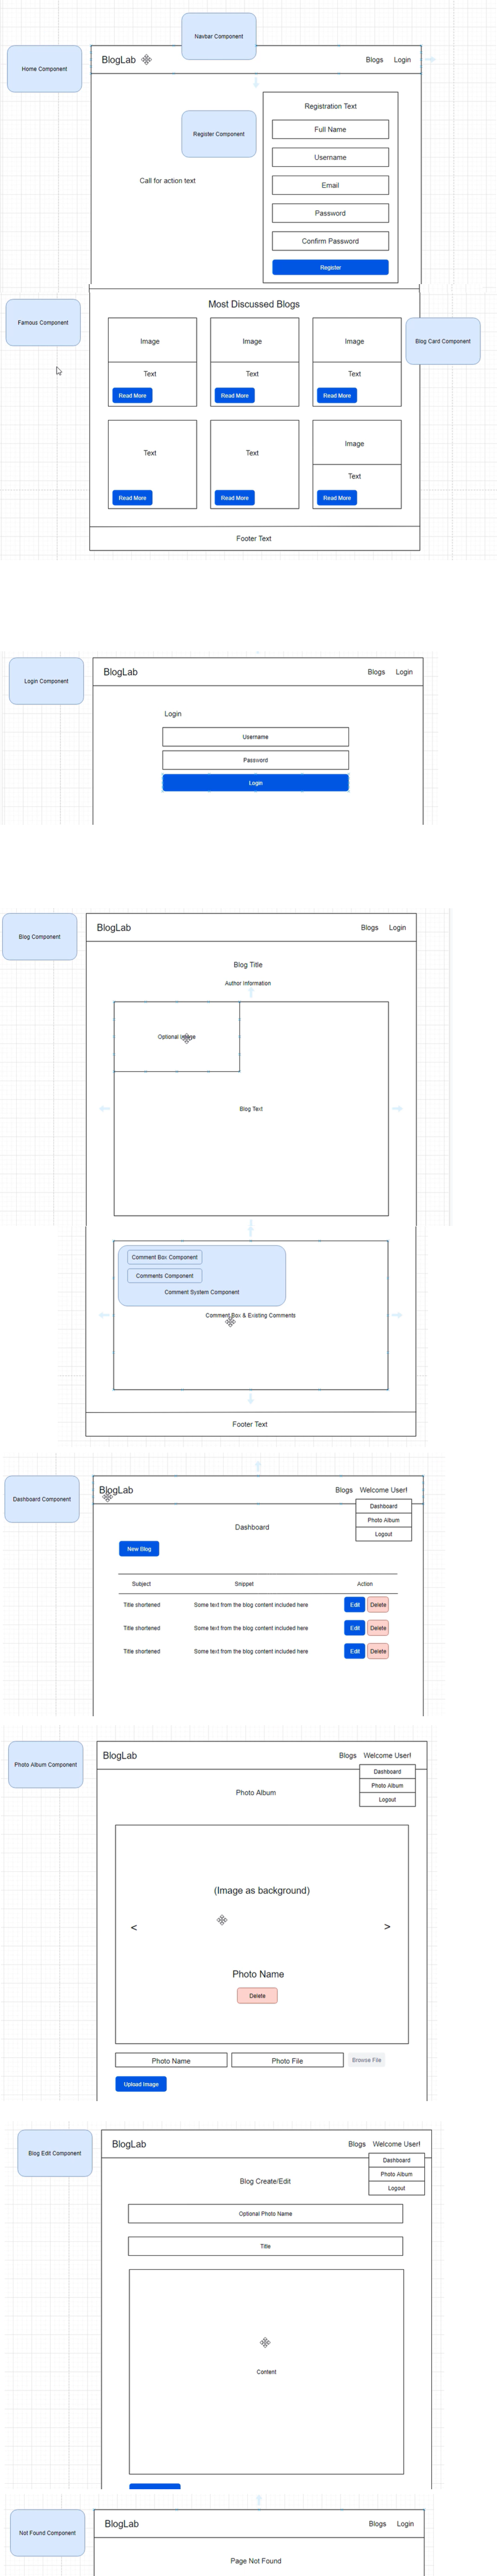 Navbar Component
Home Component
BlogLab
Blogs Login
Registration Text
Full Name
Register Component
Username
Call for action text
Email
Password
Confirm Password
Register
Most Discussed Blogs
Famous Component
Blog Card Component
Image Image Image
Text Text Text
Read More Read More Read More
Text Text Image
Text
Read More Read More Read More
Footer Text
Login Component
BlogLab
Blogs Login
Login
Username
Password
Login
Blog Component
BlogLab
Blogs Login
Blog Title
Author Information
Optional Image
Blog Text
Comment Box Component
Comments Component
Comment System Component
Comment Box & Existing Comments
Footer Text
Dashboard Component
BlogLab
Blogs Welcome User!
Dashboard
Photo Album
Logout
Dashboard
New Blog
Subject Snippet Action
Title shortened Some text from the blog content included here Edit Delete
Title shortened Some text from the blog content included here Edit Delete
Title shortened Some text from the blog content included here Edit Delete
Photo Album Component
BlogLab
Blogs Welcome User!
Dashboard
Photo Album
Logout
Photo Album
(Image as background)
< >
Photo Name
Delete
Photo Name Photo File Browse File
Upload Image
Blog Edit Component
BlogLab
Blogs Welcome User!
Dashboard
Photo Album
Logout
Blog Create/Edit
Optional Photo Name
Title
Content
Not Found Component
BlogLab
Blogs Login
Page Not Found